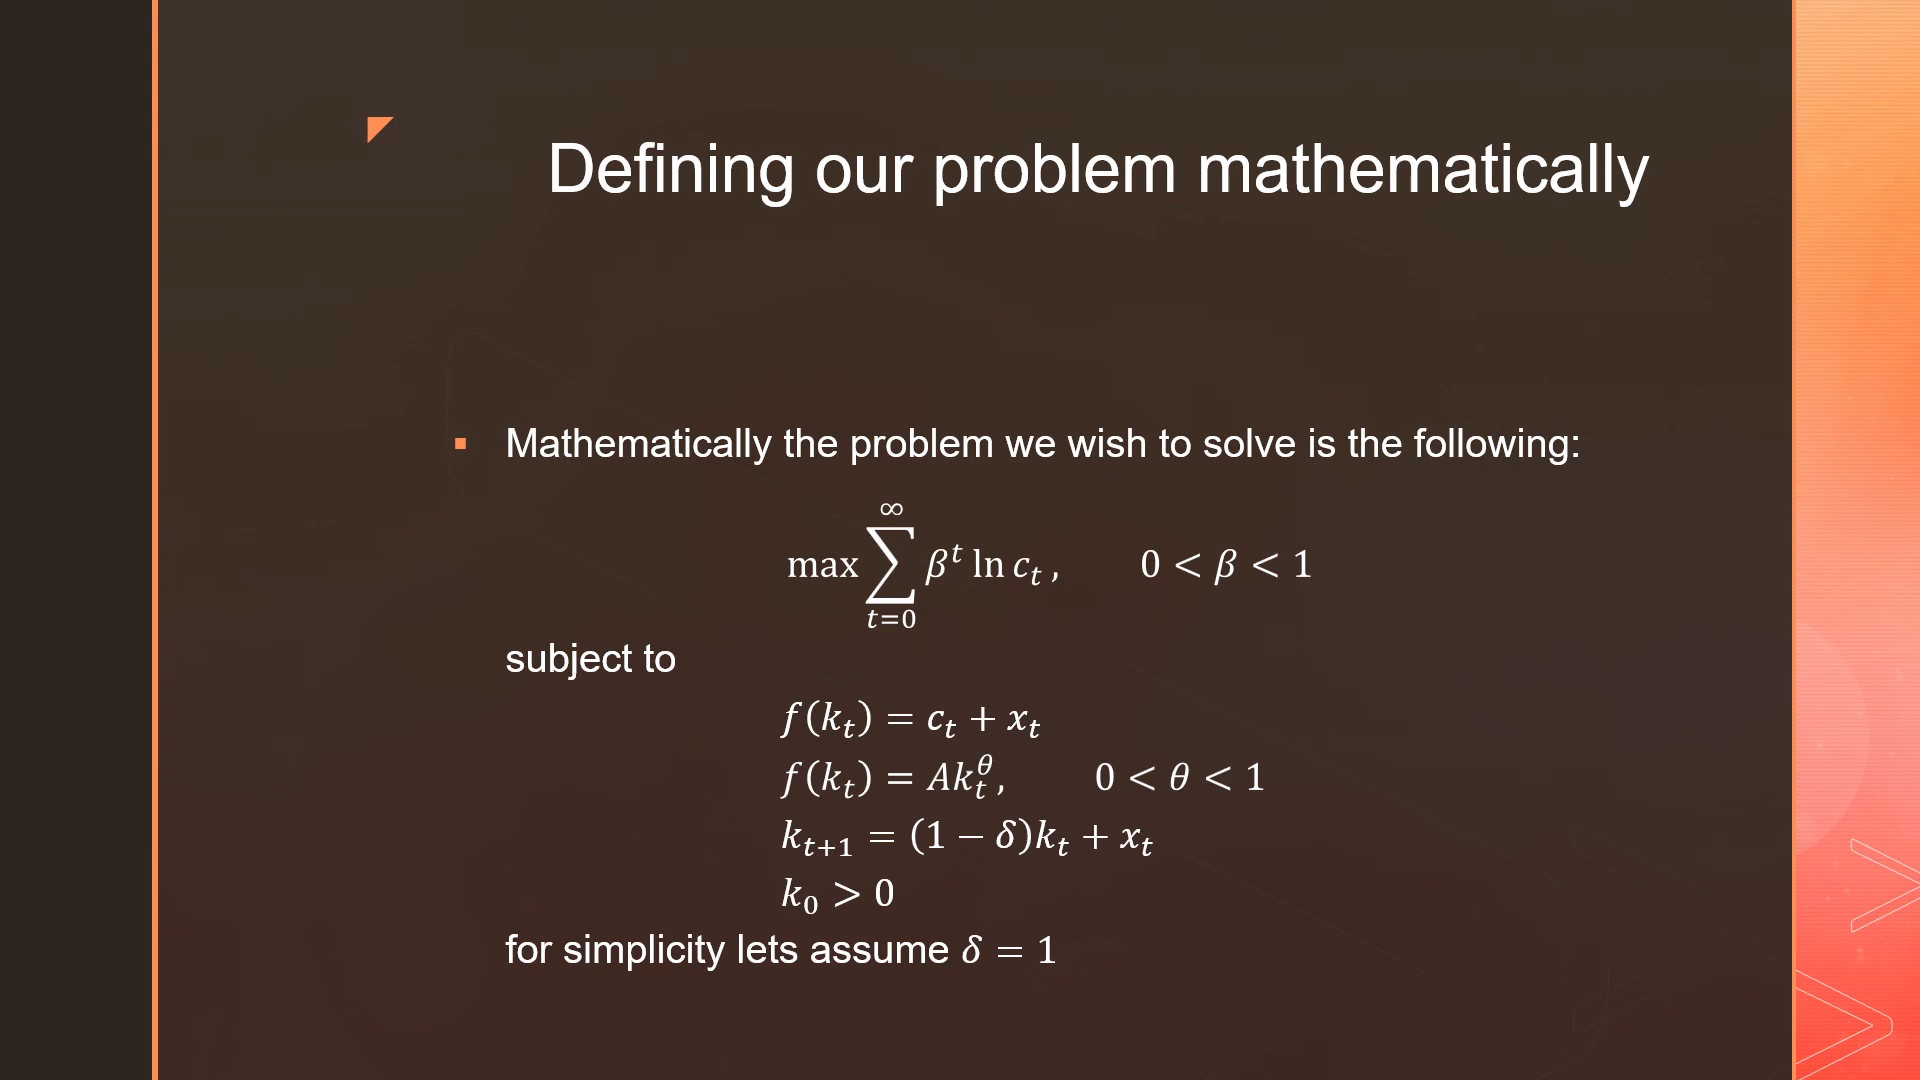 Defining our problem mathematically
▪ Mathematically the problem we wish to solve is the following:
max ∑_{t=0}^{∞} β^t ln c_t , 0 < β < 1
subject to
f(k_t) = c_t + x_t
f(k_t) = Ak_t^θ, 0 < θ < 1
k_{t+1} = (1 − δ)k_t + x_t
k_0 > 0
for simplicity lets assume δ = 1